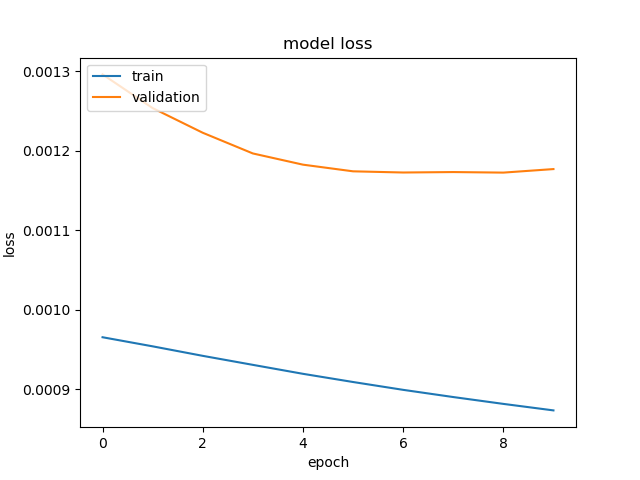 model loss
train
validation
0.0013
0.0012
0.0011
0.0010
0.0009
loss
0 2 4 6 8
epoch